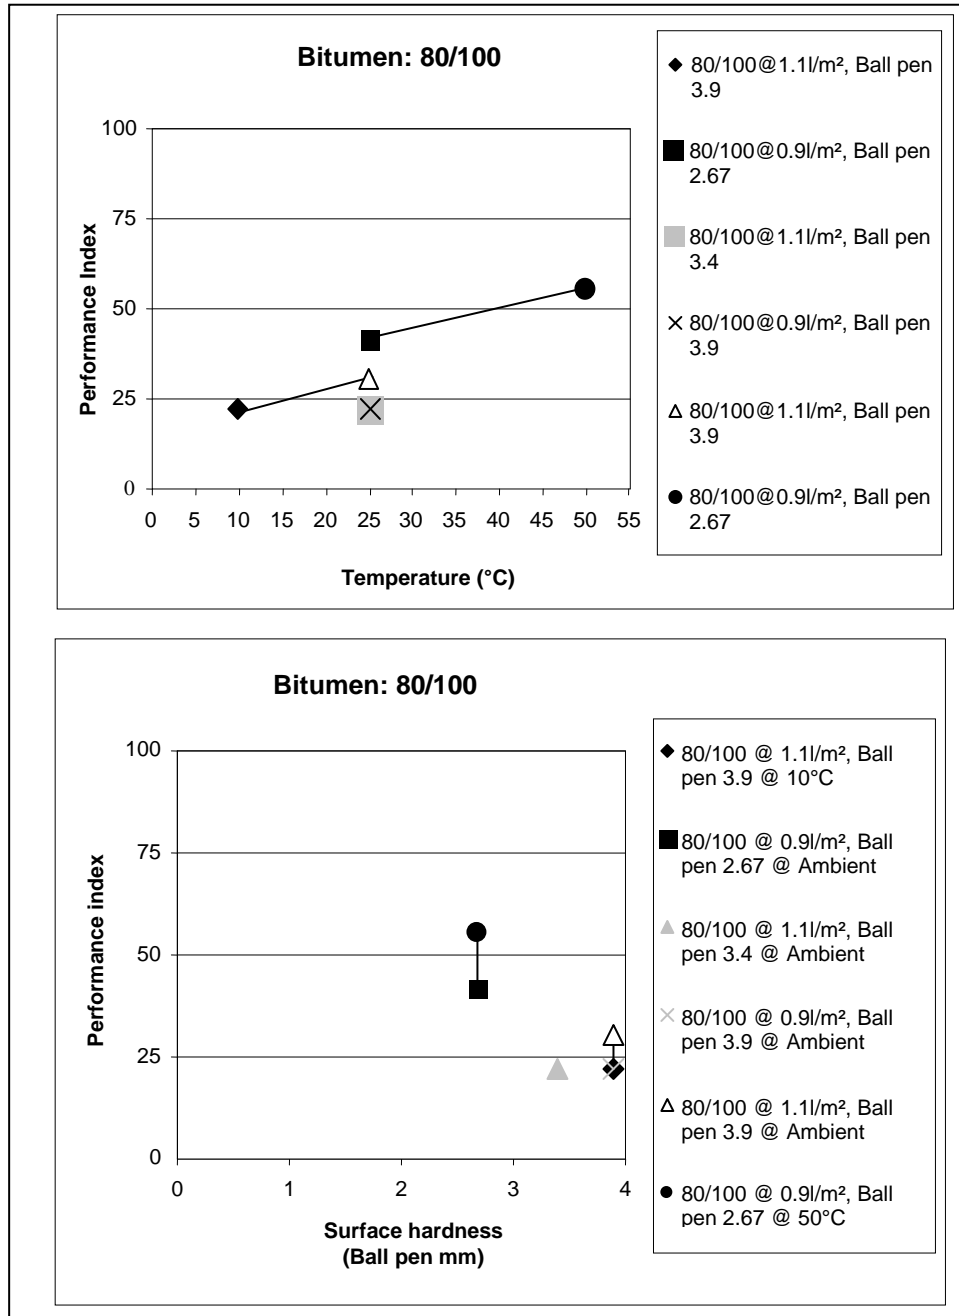 Bitumen: 80/100
100
75
50
25
0
Performance Index
0 5 10 15 20 25 30 35 40 45 50 55
Temperature (°C)
80/100@1.1l/m², Ball pen
3.9
80/100@0.9l/m², Ball pen
2.67
80/100@1.1l/m², Ball pen
3.4
80/100@0.9l/m², Ball pen
3.9
80/100@1.1l/m², Ball pen
3.9
80/100@0.9l/m², Ball pen
2.67
Bitumen: 80/100
100
75
50
25
0
Performance index
0 1 2 3 4
Surface hardness
(Ball pen mm)
80/100 @ 1.1l/m², Ball
pen 3.9 @ 10°C
80/100 @ 0.9l/m², Ball
pen 2.67 @ Ambient
80/100 @ 1.1l/m², Ball
pen 3.4 @ Ambient
80/100 @ 0.9l/m², Ball
pen 3.9 @ Ambient
80/100 @ 1.1l/m², Ball
pen 3.9 @ Ambient
80/100 @ 0.9l/m², Ball
pen 2.67 @ 50°C